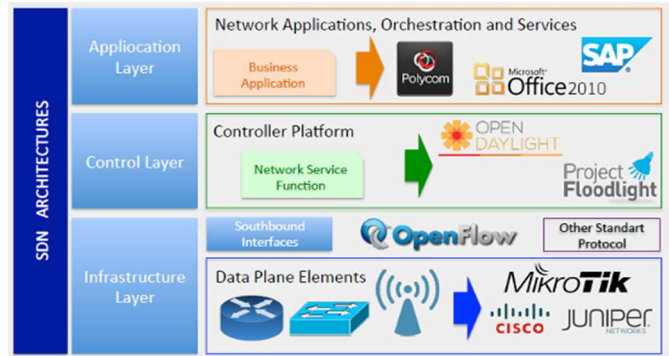 SDN ARCHITECTURES
Appliocation
Layer
Network Applications, Orchestration and Services
Business
Application
Polycom
Microsoft®
Office2010
SAP
Control Layer
Controller Platform
Network Service
Function
OPEN
DAYLIGHT
Project
Floodlight
Infrastructure
Layer
Southbound
Interfaces
OpenFlow
Other Standart
Protocol
Data Plane Elements
MikroTik
CISCO
JUNIPER
NETWORKS